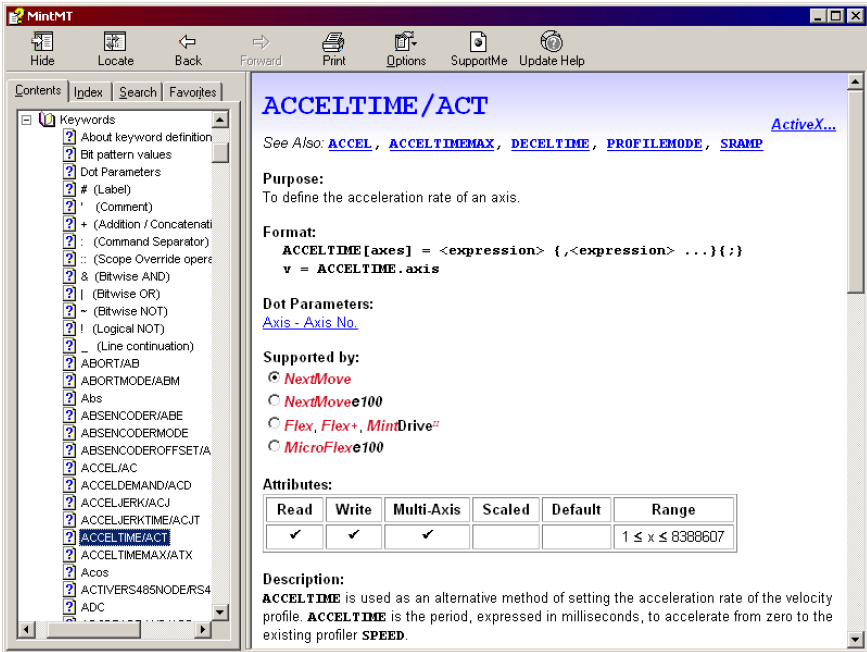 MintMT
Hide Locate Back Forward Print Options SupportMe Update Help
Contents Index Search Favorites
Keywords
About keyword definition
Bit pattern values
Dot Parameters
# (Label)
' (Comment)
+ (Addition / Concatenati
: (Command Separator)
:: (Scope Override opera
& (Bitwise AND)
| (Bitwise OR)
~ (Bitwise NOT)
! (Logical NOT)
_ (Line continuation)
ABORT/AB
ABORTMODE/ABM
Abs
ABSENCODER/ABE
ABSENCODERMODE
ABSENCODEROFFSET/A
ACCEL/AC
ACCELDEMAND/ACD
ACCELJERK/ACJ
ACCELJERKTIME/ACJT
ACCELTIME/ACT
ACCELTIMEMAX/ATX
Acos
ACTIVERS485NODE/RS4
ADC
ACCELTIME/ACT
ActiveX...
See Also: ACCEL, ACCELTIMEMAX, DECELTIME, PROFILEMODE, SRAMP
Purpose:
To define the acceleration rate of an axis.
Format:
ACCELTIME[axes] = <expression> {,<expression> ...}{;}
v = ACCELTIME.axis
Dot Parameters:
Axis - Axis No.
Supported by:
NextMove
NextMovee100
Flex, Flex+, MintDrive
MicroFlexe100
Attributes:
Read Write Multi-Axis Scaled Default Range
✔ ✔ ✔ 1 ≤ x ≤ 8388607
Description:
ACCELTIME is used as an alternative method of setting the acceleration rate of the velocity
profile. ACCELTIME is the period, expressed in milliseconds, to accelerate from zero to the
existing profiler SPEED.